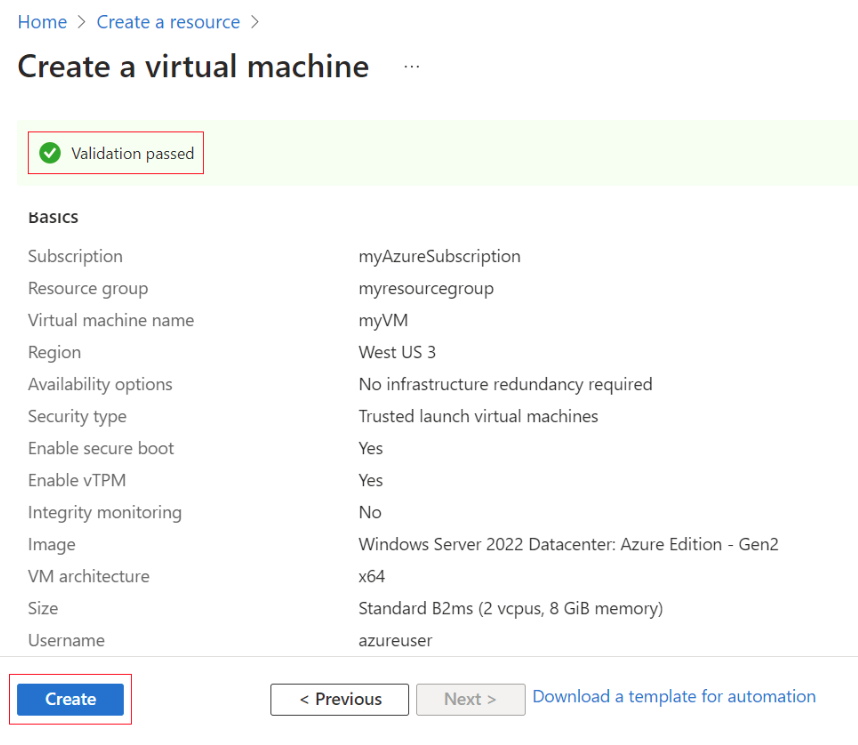 Home > Create a resource >
Create a virtual machine ...
Validation passed
Basics
Subscription myAzureSubscription
Resource group myresourcegroup
Virtual machine name myVM
Region West US 3
Availability options No infrastructure redundancy required
Security type Trusted launch virtual machines
Enable secure boot Yes
Enable vTPM Yes
Integrity monitoring No
Image Windows Server 2022 Datacenter: Azure Edition - Gen2
VM architecture x64
Size Standard B2ms (2 vcpus, 8 GiB memory)
Username azureuser
Create < Previous Next > Download a template for automation